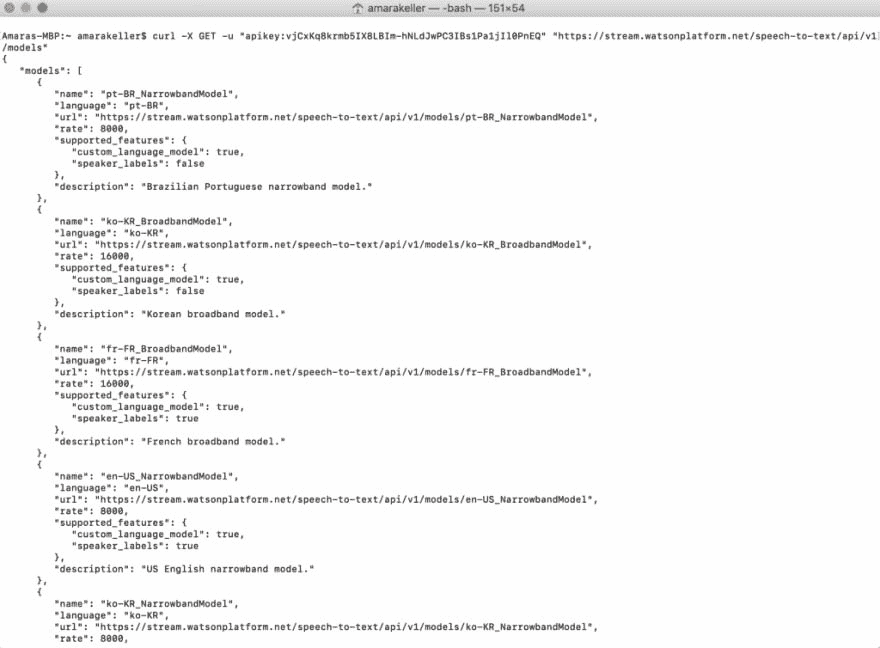 amarakeller — -bash — 151×54
Amaras-MBP:~ amarakeller$ curl -X GET -u "https://stream.watsonplatform.net/speech-to-text/api/v1
/models"
{
"models": [
{
"name": "pt-BR_NarrowbandModel",
"language": "pt-BR",
"url": "https://stream.watsonplatform.net/speech-to-text/api/v1/models/pt-BR_NarrowbandModel",
"rate": 8000,
"supported_features": {
"custom_language_model": true,
"speaker_labels": false
},
"description": "Brazilian Portuguese narrowband model."
},
{
"name": "ko-KR_BroadbandModel",
"language": "ko-KR",
"url": "https://stream.watsonplatform.net/speech-to-text/api/v1/models/ko-KR_BroadbandModel",
"rate": 16000,
"supported_features": {
"custom_language_model": true,
"speaker_labels": false
},
"description": "Korean broadband model."
},
{
"name": "fr-FR_BroadbandModel",
"language": "fr-FR",
"url": "https://stream.watsonplatform.net/speech-to-text/api/v1/models/fr-FR_BroadbandModel",
"rate": 16000,
"supported_features": {
"custom_language_model": true,
"speaker_labels": true
},
"description": "French broadband model."
},
{
"name": "en-US_NarrowbandModel",
"language": "en-US",
"url": "https://stream.watsonplatform.net/speech-to-text/api/v1/models/en-US_NarrowbandModel",
"rate": 8000,
"supported_features": {
"custom_language_model": true,
"speaker_labels": true
},
"description": "US English narrowband model."
},
{
"name": "ko-KR_NarrowbandModel",
"language": "ko-KR",
"url": "https://stream.watsonplatform.net/speech-to-text/api/v1/models/ko-KR_NarrowbandModel",
"rate": 8000,